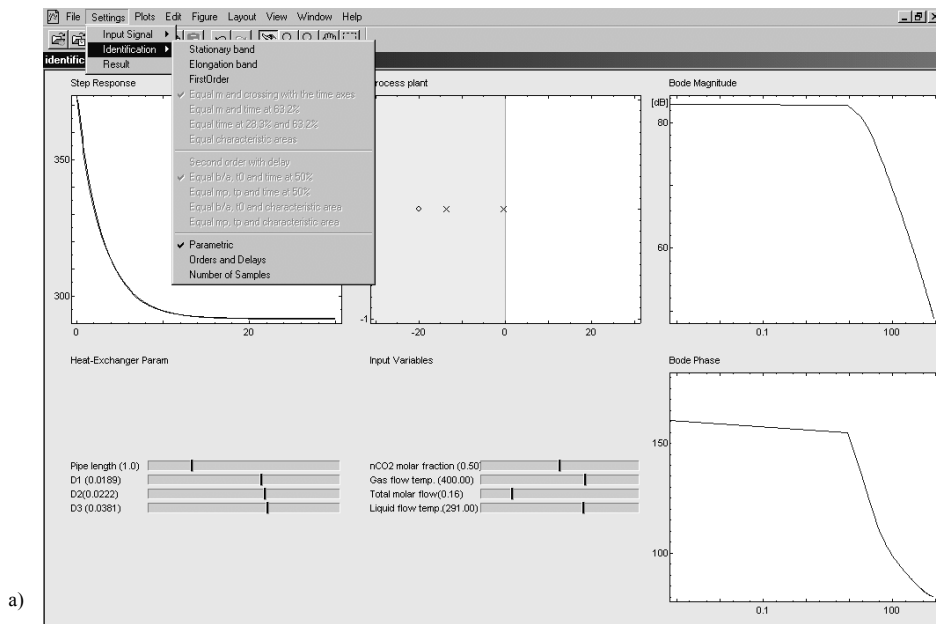 File Settings Plots Edit Figure Layout View Window Help
Input Signal
Identification
Result
identific
Stationary band
Elongation band
FirstOrder
Equal m and crossing with the time axes
Equal m and time at 63.2%
Equal time at 28.3% and 63.2%
Equal characteristic areas
Second order with delay
Equal b/a, t0 and time at 50%
Equal mp, tp and time at 50%
Equal b/a, t0 and characteristic area
Equal mp, tp and characteristic area
Parametric
Orders and Delays
Number of Samples
Step Response
350
300
0 20
rocess plant
-1
-20 0 20
Bode Magnitude
[dB]
80
60
0.1 100
Heat-Exchanger Param
Pipe length (1.0)
D1 (0.0189)
D2(0.0222)
D3 (0.0381)
Input Variables
nCO2 molar fraction (0.50)
Gas flow temp. (400.00)
Total molar flow(0.16)
Liquid flow temp.(291.00)
Bode Phase
150
100
0.1 100
a)